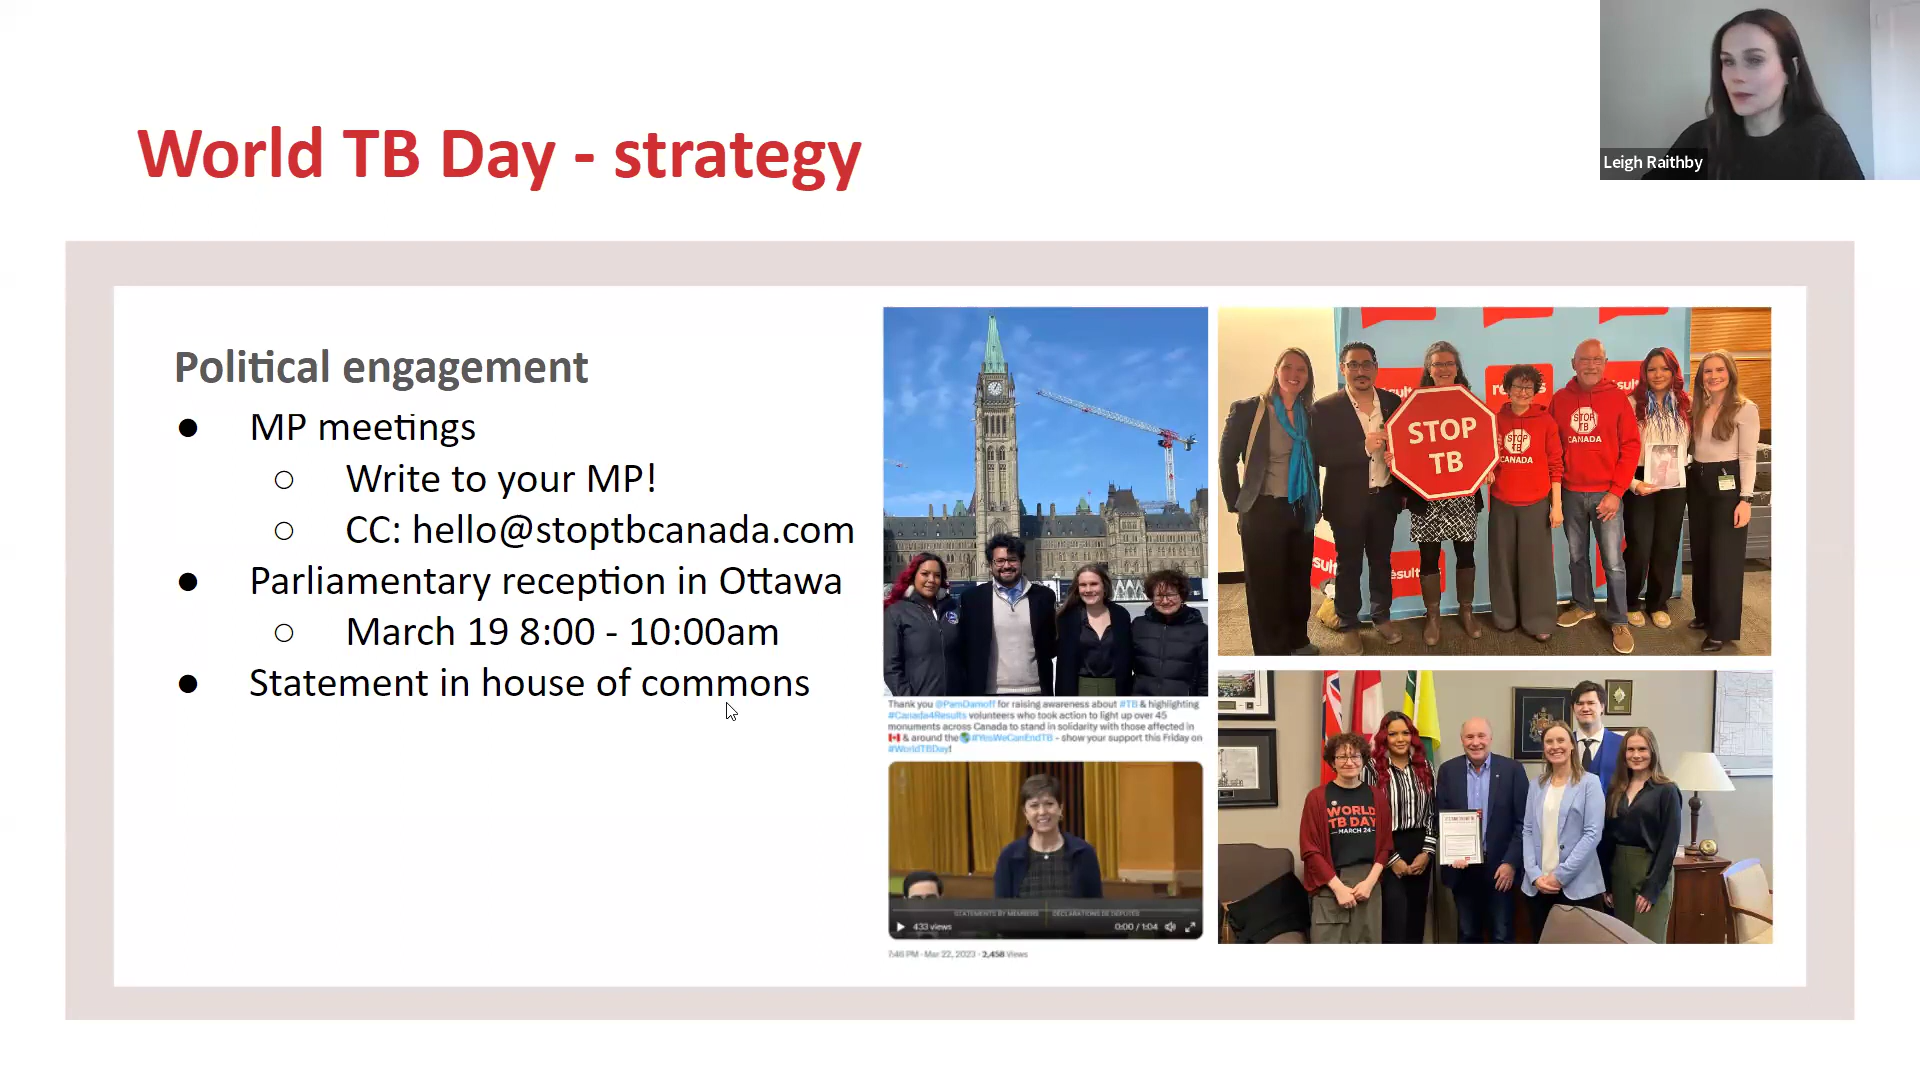 Leigh Raithby
World TB Day - strategy
Political engagement
● MP meetings
○ Write to your MP!
○ CC: hello@stoptbcanada.com
● Parliamentary reception in Ottawa
○ March 19 8:00 - 10:00am
● Statement in house of commons
Thank you @PamDamoff for raising awareness about #TB & highlighting
#Canada4Results volunteers who took action to light up over 45
monuments across Canada to stand in solidarity with those affected in
🇨🇦 & around the 🌎 #YesWeCanEndTB - show your support this Friday on
#WorldTBDay!
STATEMENTS BY MEMBERS DÉCLARATIONS DE DÉPUTÉS
433 views 0:00 / 1:04
7:46 PM · Mar 22, 2023 · 2,458 Views
STOP
TB
STOP
TB
CANADA
STOP
TB
CANADA
WORLD
TB DAY
MARCH 24